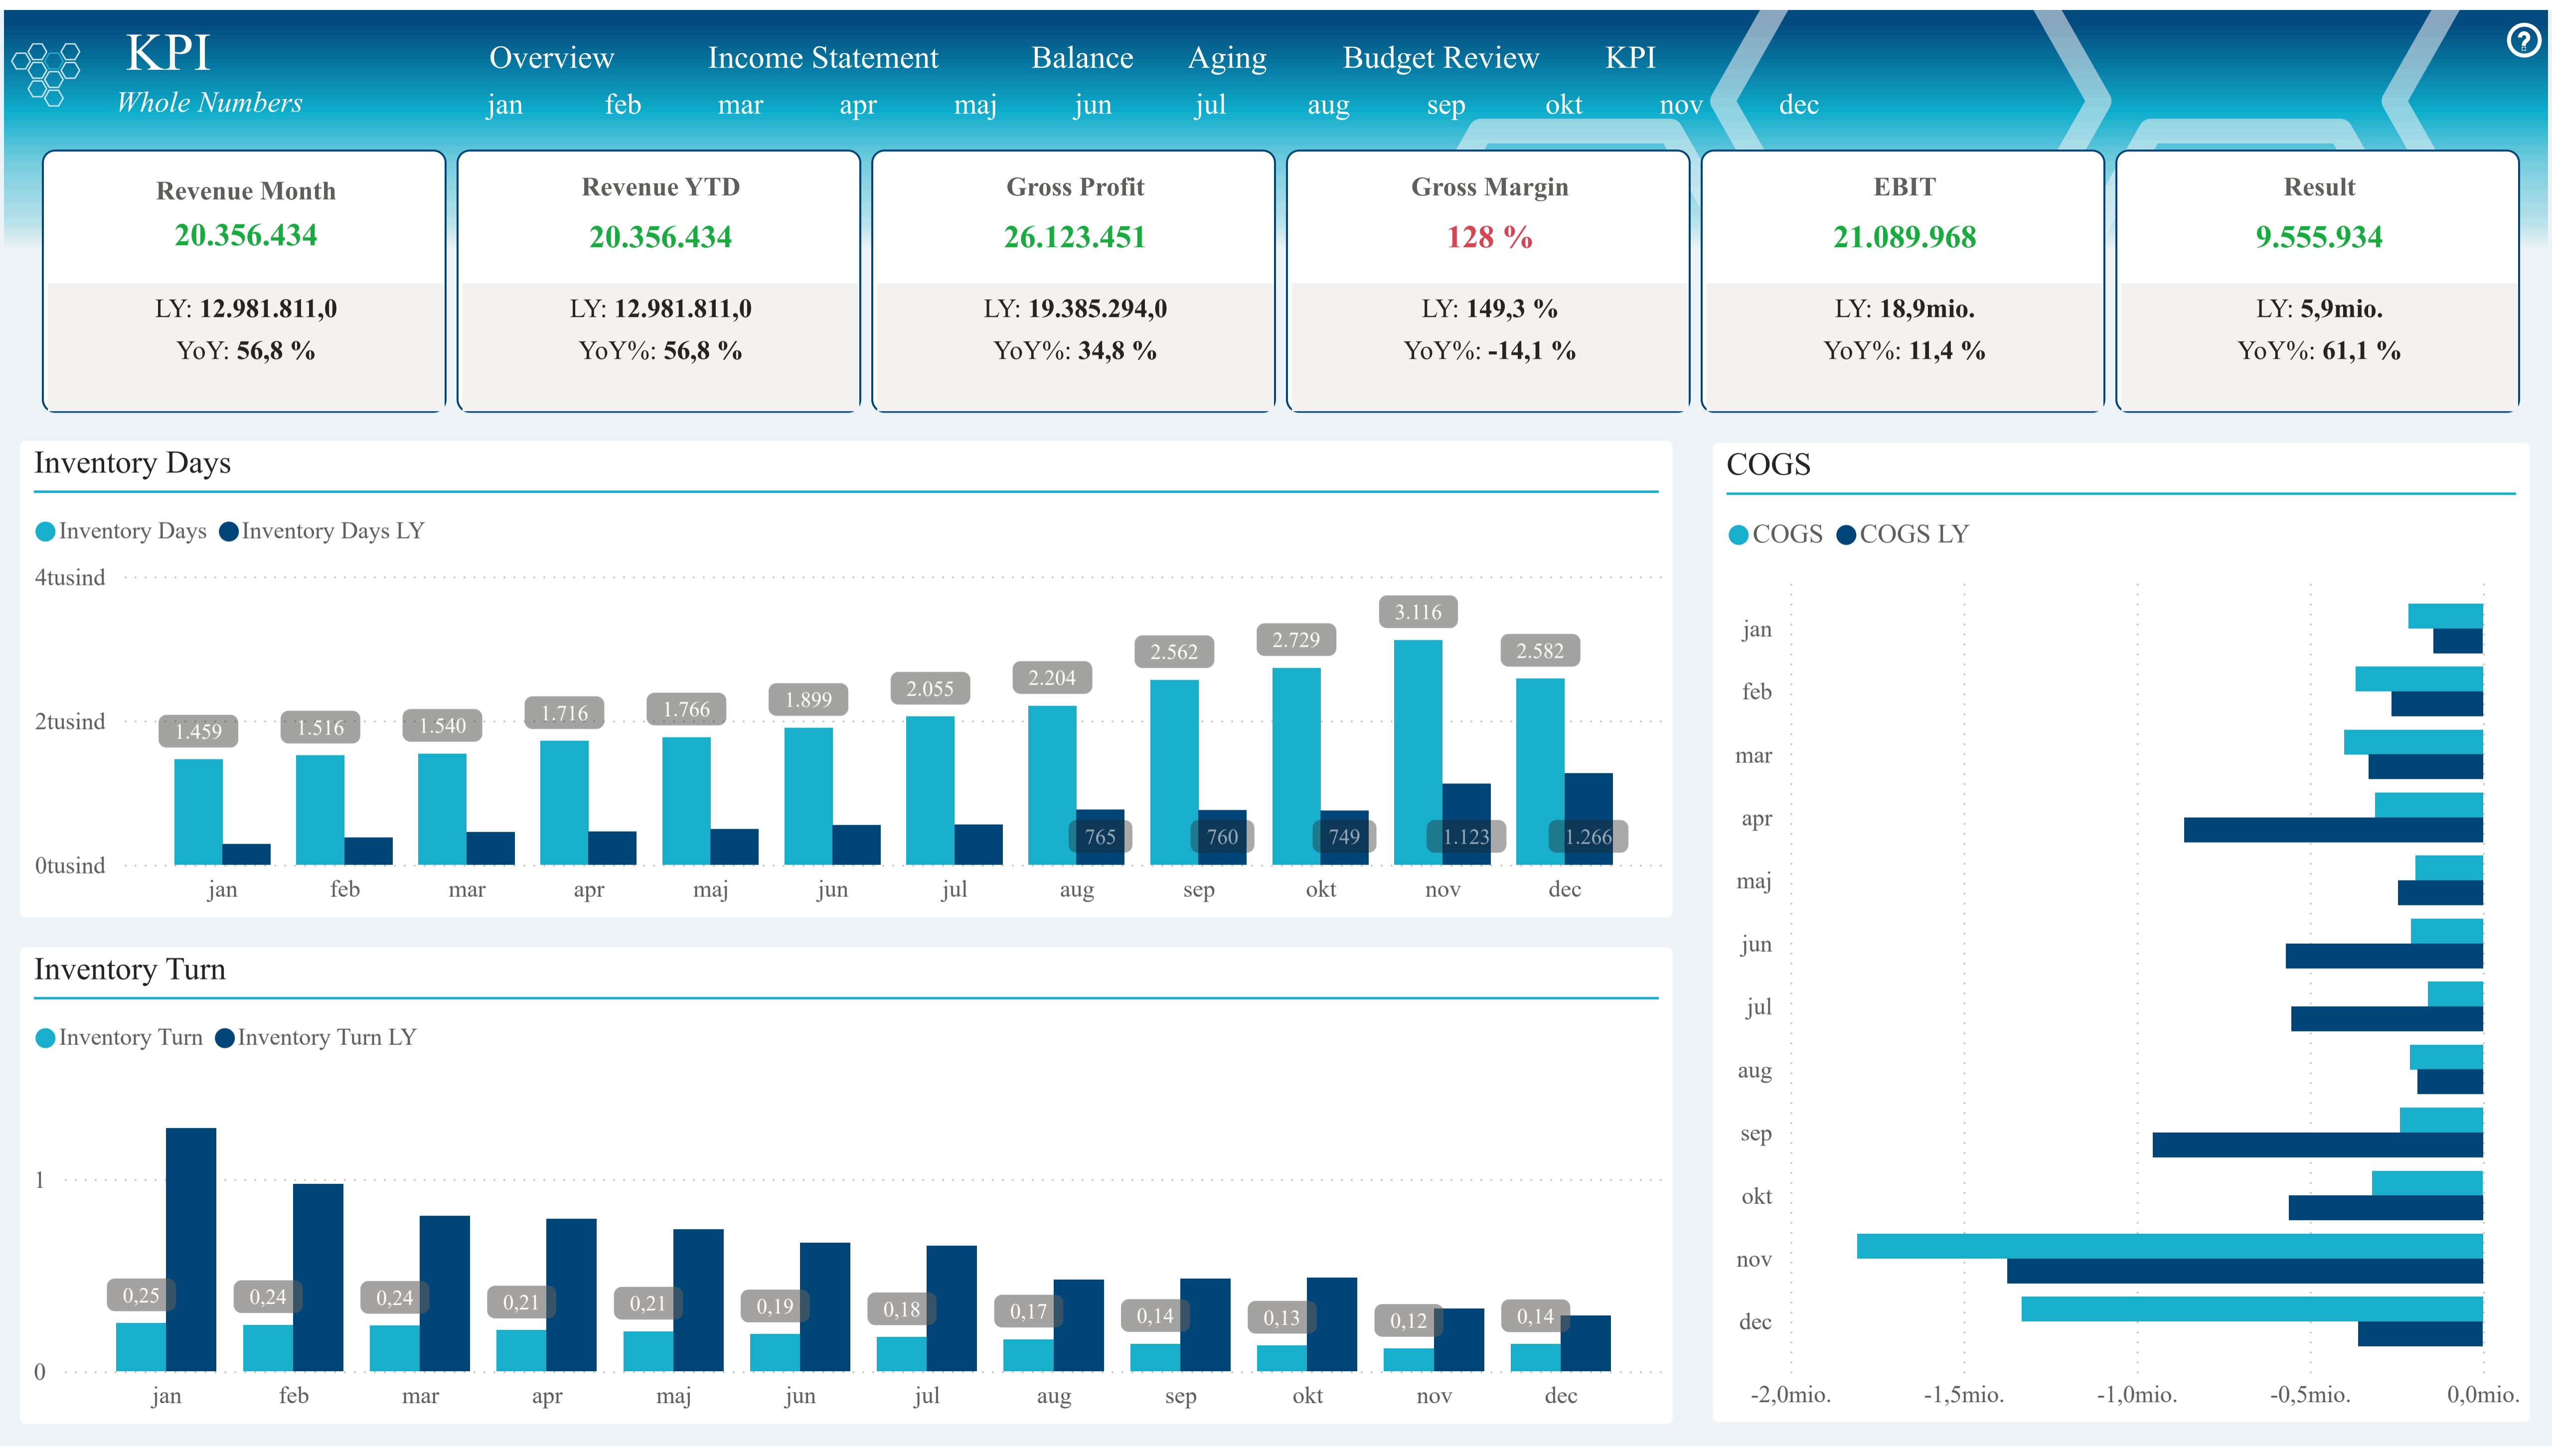 KPI
Whole Numbers
Overview Income Statement Balance Aging Budget Review KPI
jan feb mar apr maj jun jul aug sep okt nov dec
?
Revenue Month
20.356.434
LY: 12.981.811,0
YoY: 56,8 %
Revenue YTD
20.356.434
LY: 12.981.811,0
YoY%: 56,8 %
Gross Profit
26.123.451
LY: 19.385.294,0
YoY%: 34,8 %
Gross Margin
128 %
LY: 149,3 %
YoY%: -14,1 %
EBIT
21.089.968
LY: 18,9mio.
YoY%: 11,4 %
Result
9.555.934
LY: 5,9mio.
YoY%: 61,1 %
Inventory Days
Inventory Days Inventory Days LY
4tusind
2tusind
0tusind
1.459 1.516 1.540 1.716 1.766 1.899 2.055 2.204 2.562 2.729 3.116 2.582
765 760 749 1.123 1.266
jan feb mar apr maj jun jul aug sep okt nov dec
Inventory Turn
Inventory Turn Inventory Turn LY
1
0
0,25 0,24 0,24 0,21 0,21 0,19 0,18 0,17 0,14 0,13 0,12 0,14
jan feb mar apr maj jun jul aug sep okt nov dec
COGS
COGS COGS LY
jan
feb
mar
apr
maj
jun
jul
aug
sep
okt
nov
dec
-2,0mio. -1,5mio. -1,0mio. -0,5mio. 0,0mio.